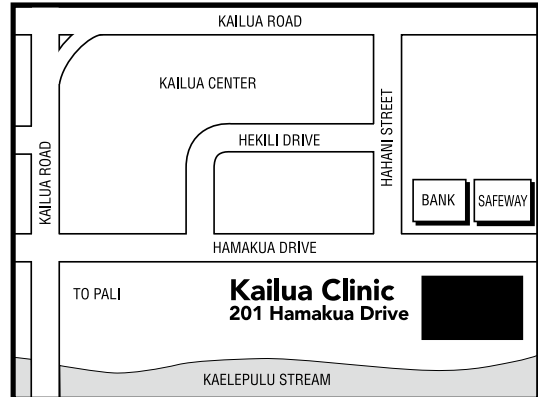 KAILUA ROAD
KAILUA CENTER
HEKILI DRIVE
HAHANI STREET
KAILUA ROAD
BANK
SAFEWAY
HAMAKUA DRIVE
TO PALI
Kailua Clinic
201 Hamakua Drive
KAELEPULU STREAM